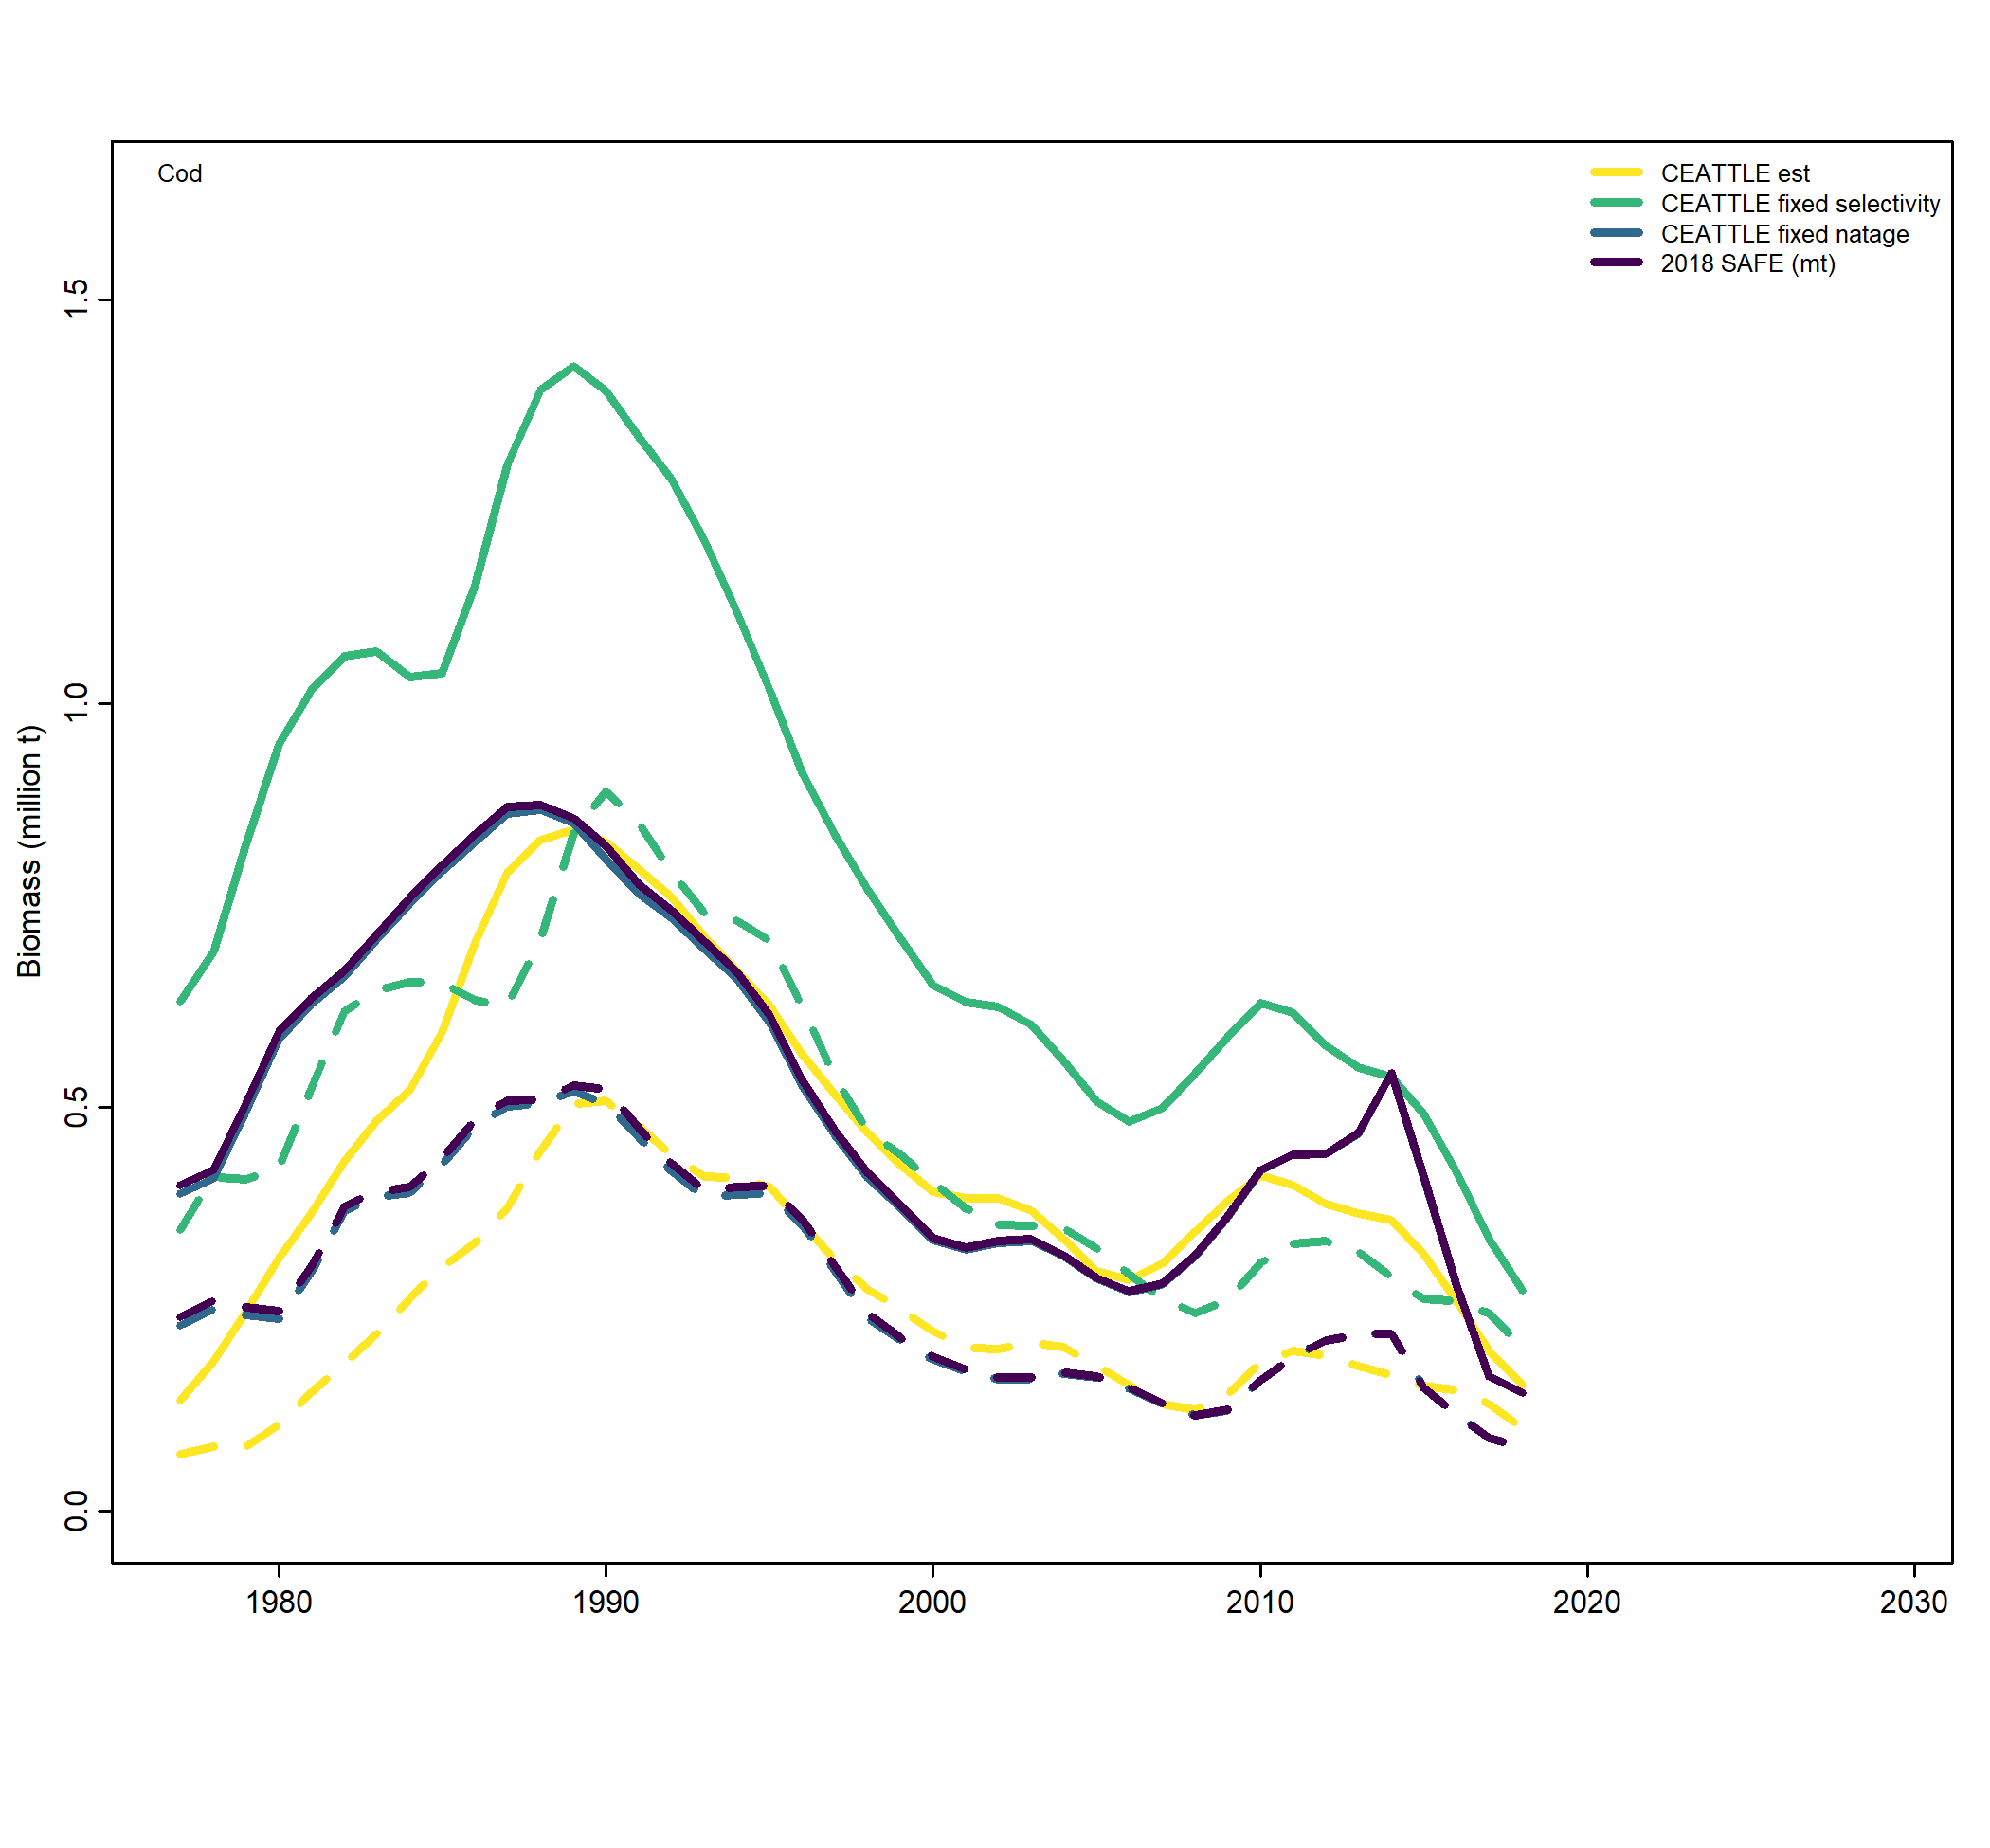 Cod
CEATTLE est
CEATTLE fixed selectivity
CEATTLE fixed natage
2018 SAFE (mt)
Biomass (million t)
1.5
1.0
0.5
0.0
1980 1990 2000 2010 2020 2030